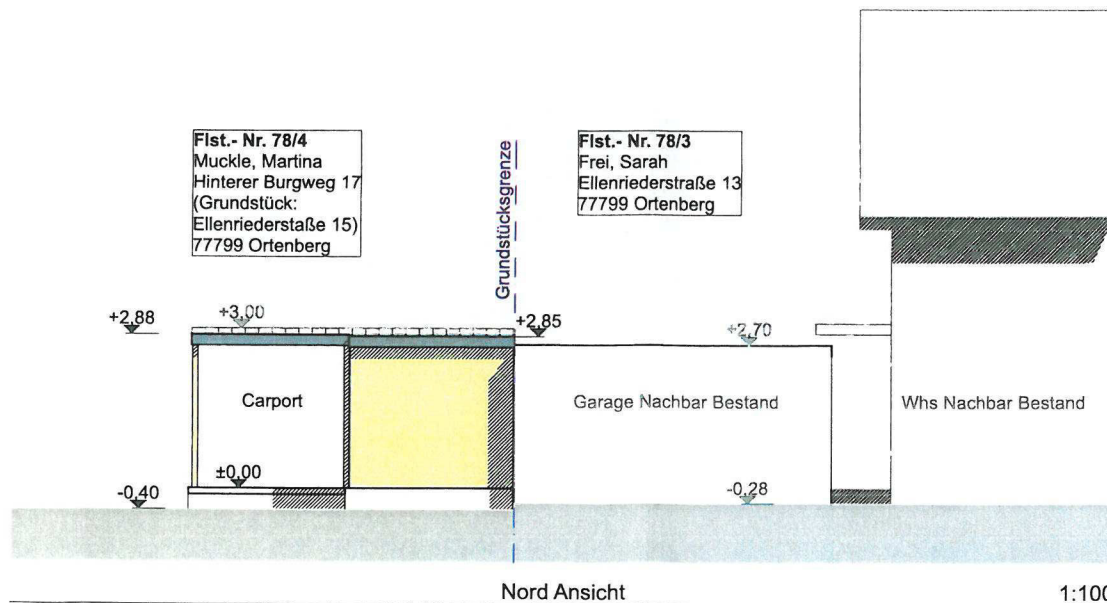 Flst.- Nr. 78/4
Muckle, Martina
Hinterer Burgweg 17
(Grundstück:
Ellenriederstaße 15)
77799 Ortenberg
Grundstücksgrenze
Flst.- Nr. 78/3
Frei, Sarah
Ellenriederstraße 13
77799 Ortenberg
+2,88
+3,00
+2,85
+2,70
Carport
Garage Nachbar Bestand
Whs Nachbar Bestand
±0,00
-0,40
-0,28
Nord Ansicht
1:100